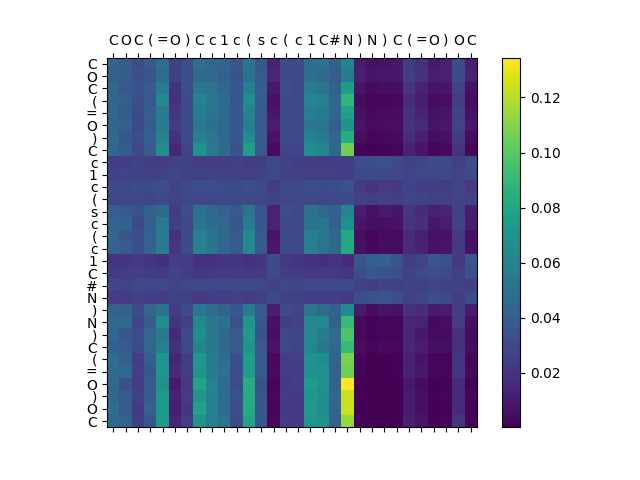 C O C ( = O ) C c 1 c ( s c ( c 1 C # N ) N ) C ( = O ) O C
C
O
C
(
=
O
)
C
c
1
c
(
s
c
(
c
1
C
#
N
)
N
)
C
(
=
O
)
O
C
0.12
0.10
0.08
0.06
0.04
0.02